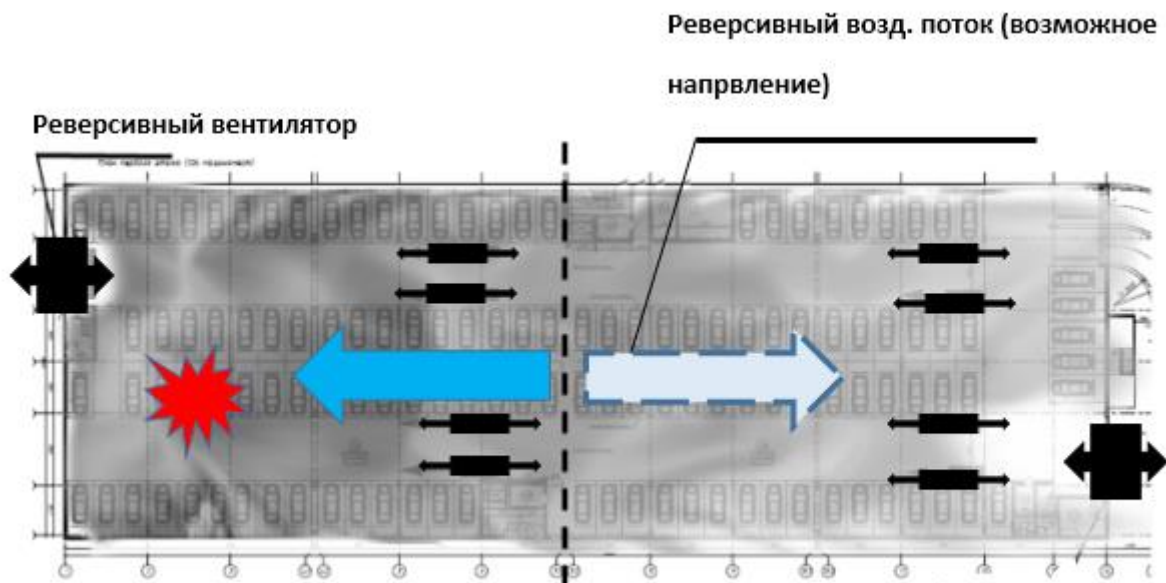 Реверсивный возд. поток (возможное
напрвление)
Реверсивный вентилятор